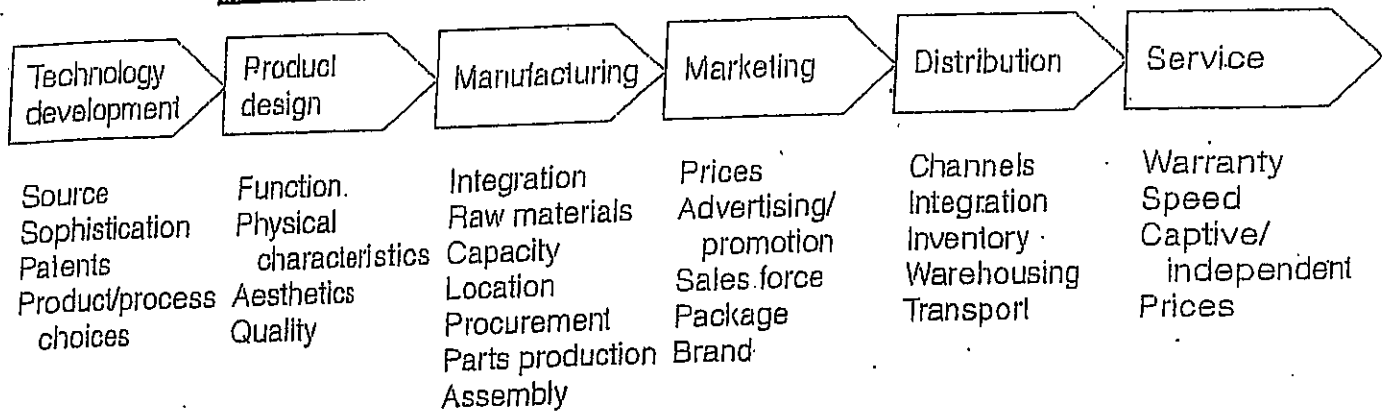 Technology
development
Product
design
Manufacturing
Marketing
Distribution
Service
Source
Sophistication
Patents
Product/process
choices
Function.
Physical
characteristics
Aesthetics
Quality
Integration
Raw materials
Capacity
Location
Procurement
Parts production
Assembly
Prices
Advertising/
promotion
Sales force
Package
Brand
Channels
Integration
Inventory
Warehousing
Transport
Warranty
Speed
Captive/
independent
Prices